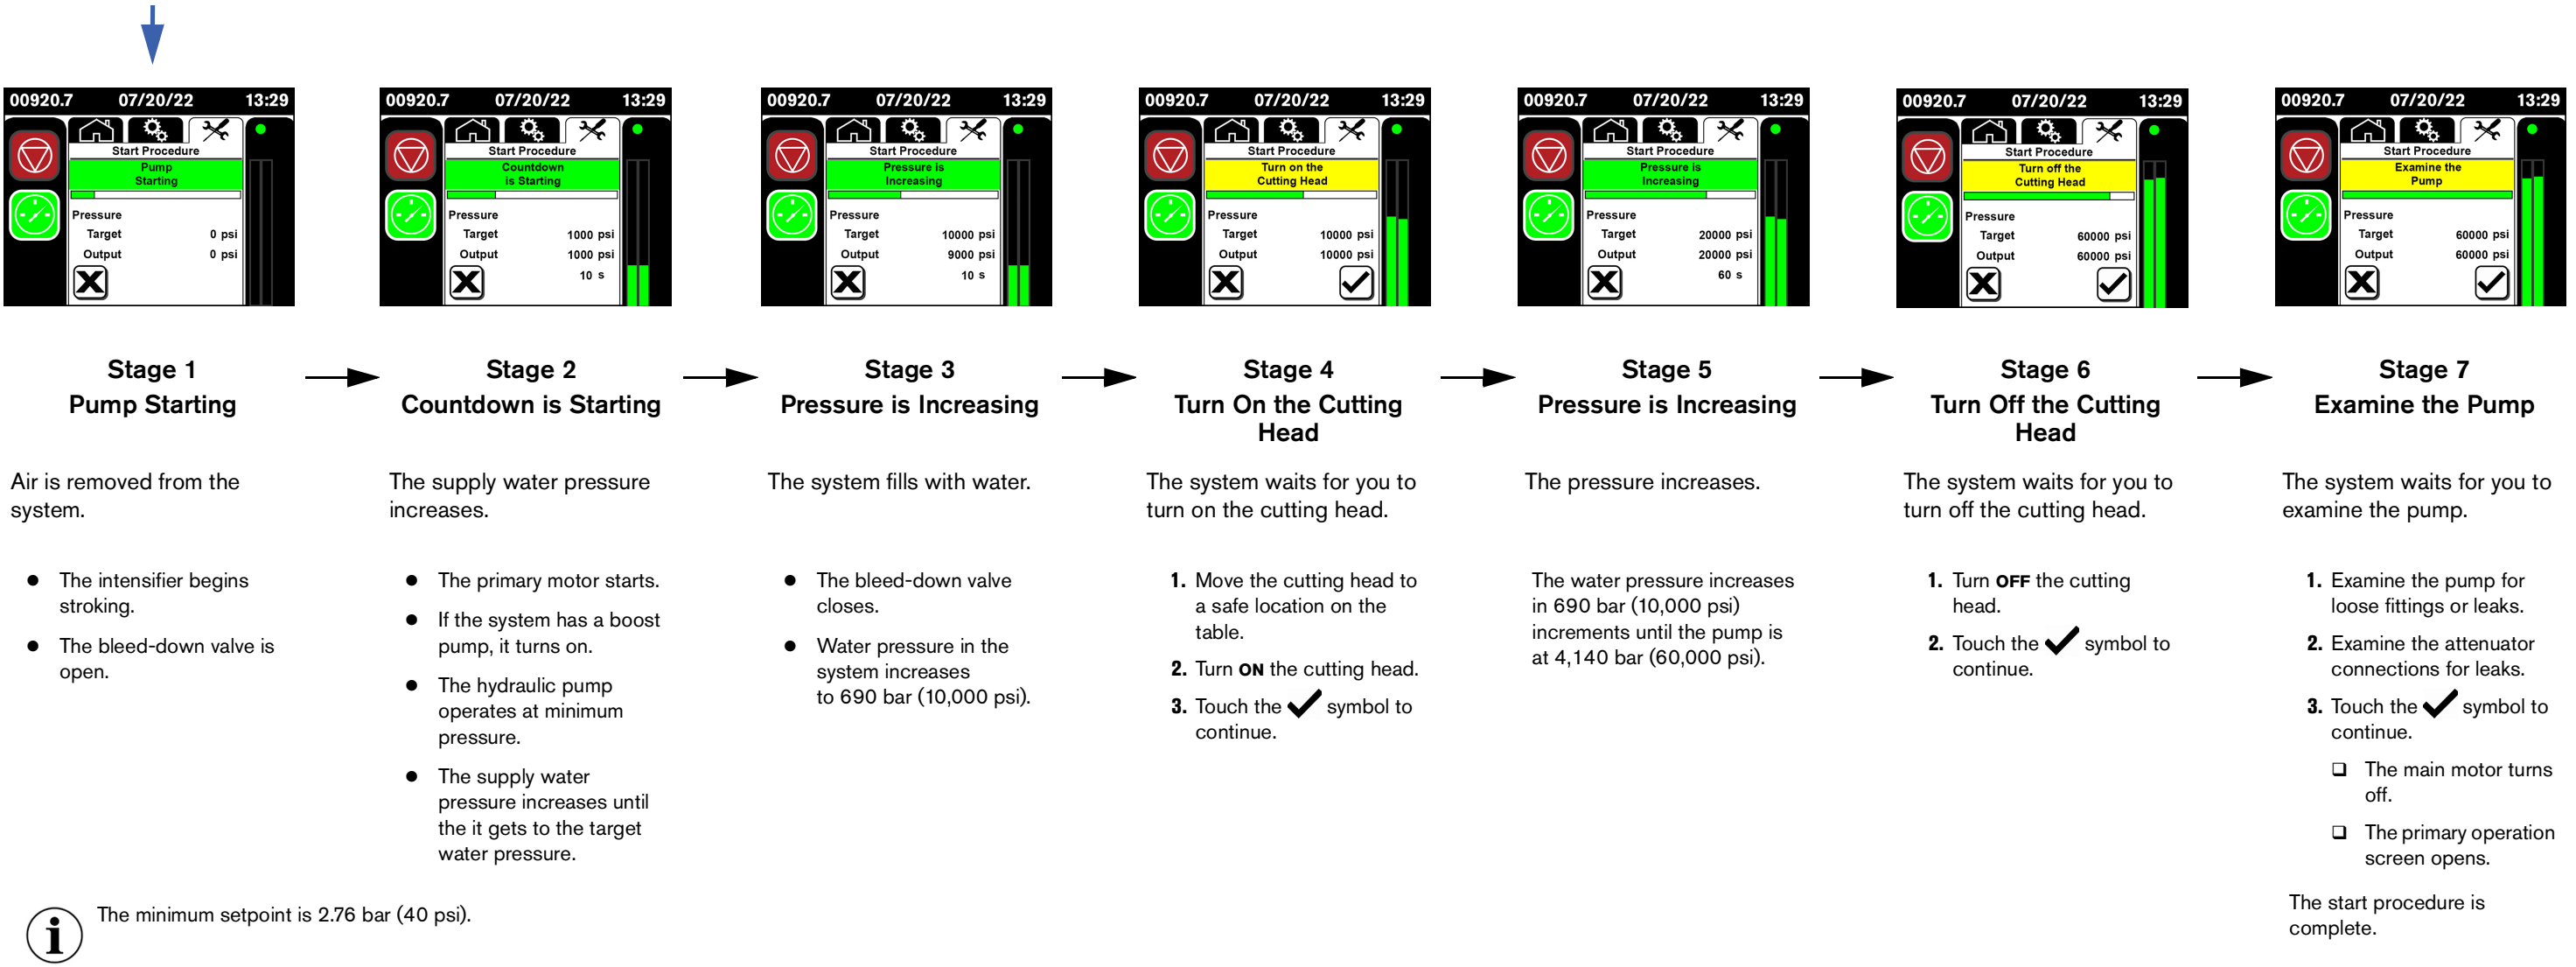 00920.7 07/20/22 13:29
Start Procedure
Pump
Starting
Pressure
Target 0 psi
Output 0 psi
00920.7 07/20/22 13:29
Start Procedure
Countdown
is Starting
Pressure
Target 1000 psi
Output 1000 psi
10 s
00920.7 07/20/22 13:29
Start Procedure
Pressure is
Increasing
Pressure
Target 10000 psi
Output 9000 psi
10 s
00920.7 07/20/22 13:29
Start Procedure
Turn on the
Cutting Head
Pressure
Target 10000 psi
Output 10000 psi
00920.7 07/20/22 13:29
Start Procedure
Pressure is
Increasing
Pressure
Target 20000 psi
Output 20000 psi
60 s
00920.7 07/20/22 13:29
Start Procedure
Turn off the
Cutting Head
Pressure
Target 60000 psi
Output 60000 psi
00920.7 07/20/22 13:29
Start Procedure
Examine the
Pump
Pressure
Target 60000 psi
Output 60000 psi
Stage 1
Pump Starting
Air is removed from the
system.
● The intensifier begins
stroking.
● The bleed-down valve is
open.
Stage 2
Countdown is Starting
The supply water pressure
increases.
● The primary motor starts.
● If the system has a boost
pump, it turns on.
● The hydraulic pump
operates at minimum
pressure.
● The supply water
pressure increases until
the it gets to the target
water pressure.
Stage 3
Pressure is Increasing
The system fills with water.
● The bleed-down valve
closes.
● Water pressure in the
system increases
to 690 bar (10,000 psi).
Stage 4
Turn On the Cutting
Head
The system waits for you to
turn on the cutting head.
1. Move the cutting head to
a safe location on the
table.
2. Turn ON the cutting head.
3. Touch the ✔ symbol to
continue.
Stage 5
Pressure is Increasing
The pressure increases.
The water pressure increases
in 690 bar (10,000 psi)
increments until the pump is
at 4,140 bar (60,000 psi).
Stage 6
Turn Off the Cutting
Head
The system waits for you to
turn off the cutting head.
1. Turn OFF the cutting
head.
2. Touch the ✔ symbol to
continue.
Stage 7
Examine the Pump
The system waits for you to
examine the pump.
1. Examine the pump for
loose fittings or leaks.
2. Examine the attenuator
connections for leaks.
3. Touch the ✔ symbol to
continue.
❑ The main motor turns
off.
❑ The primary operation
screen opens.
The start procedure is
complete.
i The minimum setpoint is 2.76 bar (40 psi).